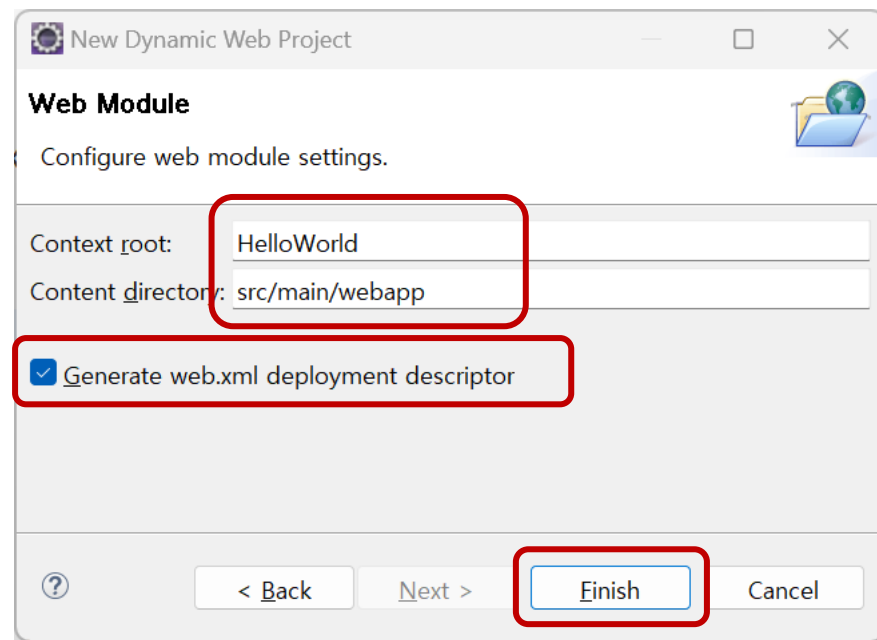 New Dynamic Web Project
Web Module
Configure web module settings.
Context root: HelloWorld
Content directory: src/main/webapp
Generate web.xml deployment descriptor
? < Back Next > Finish Cancel